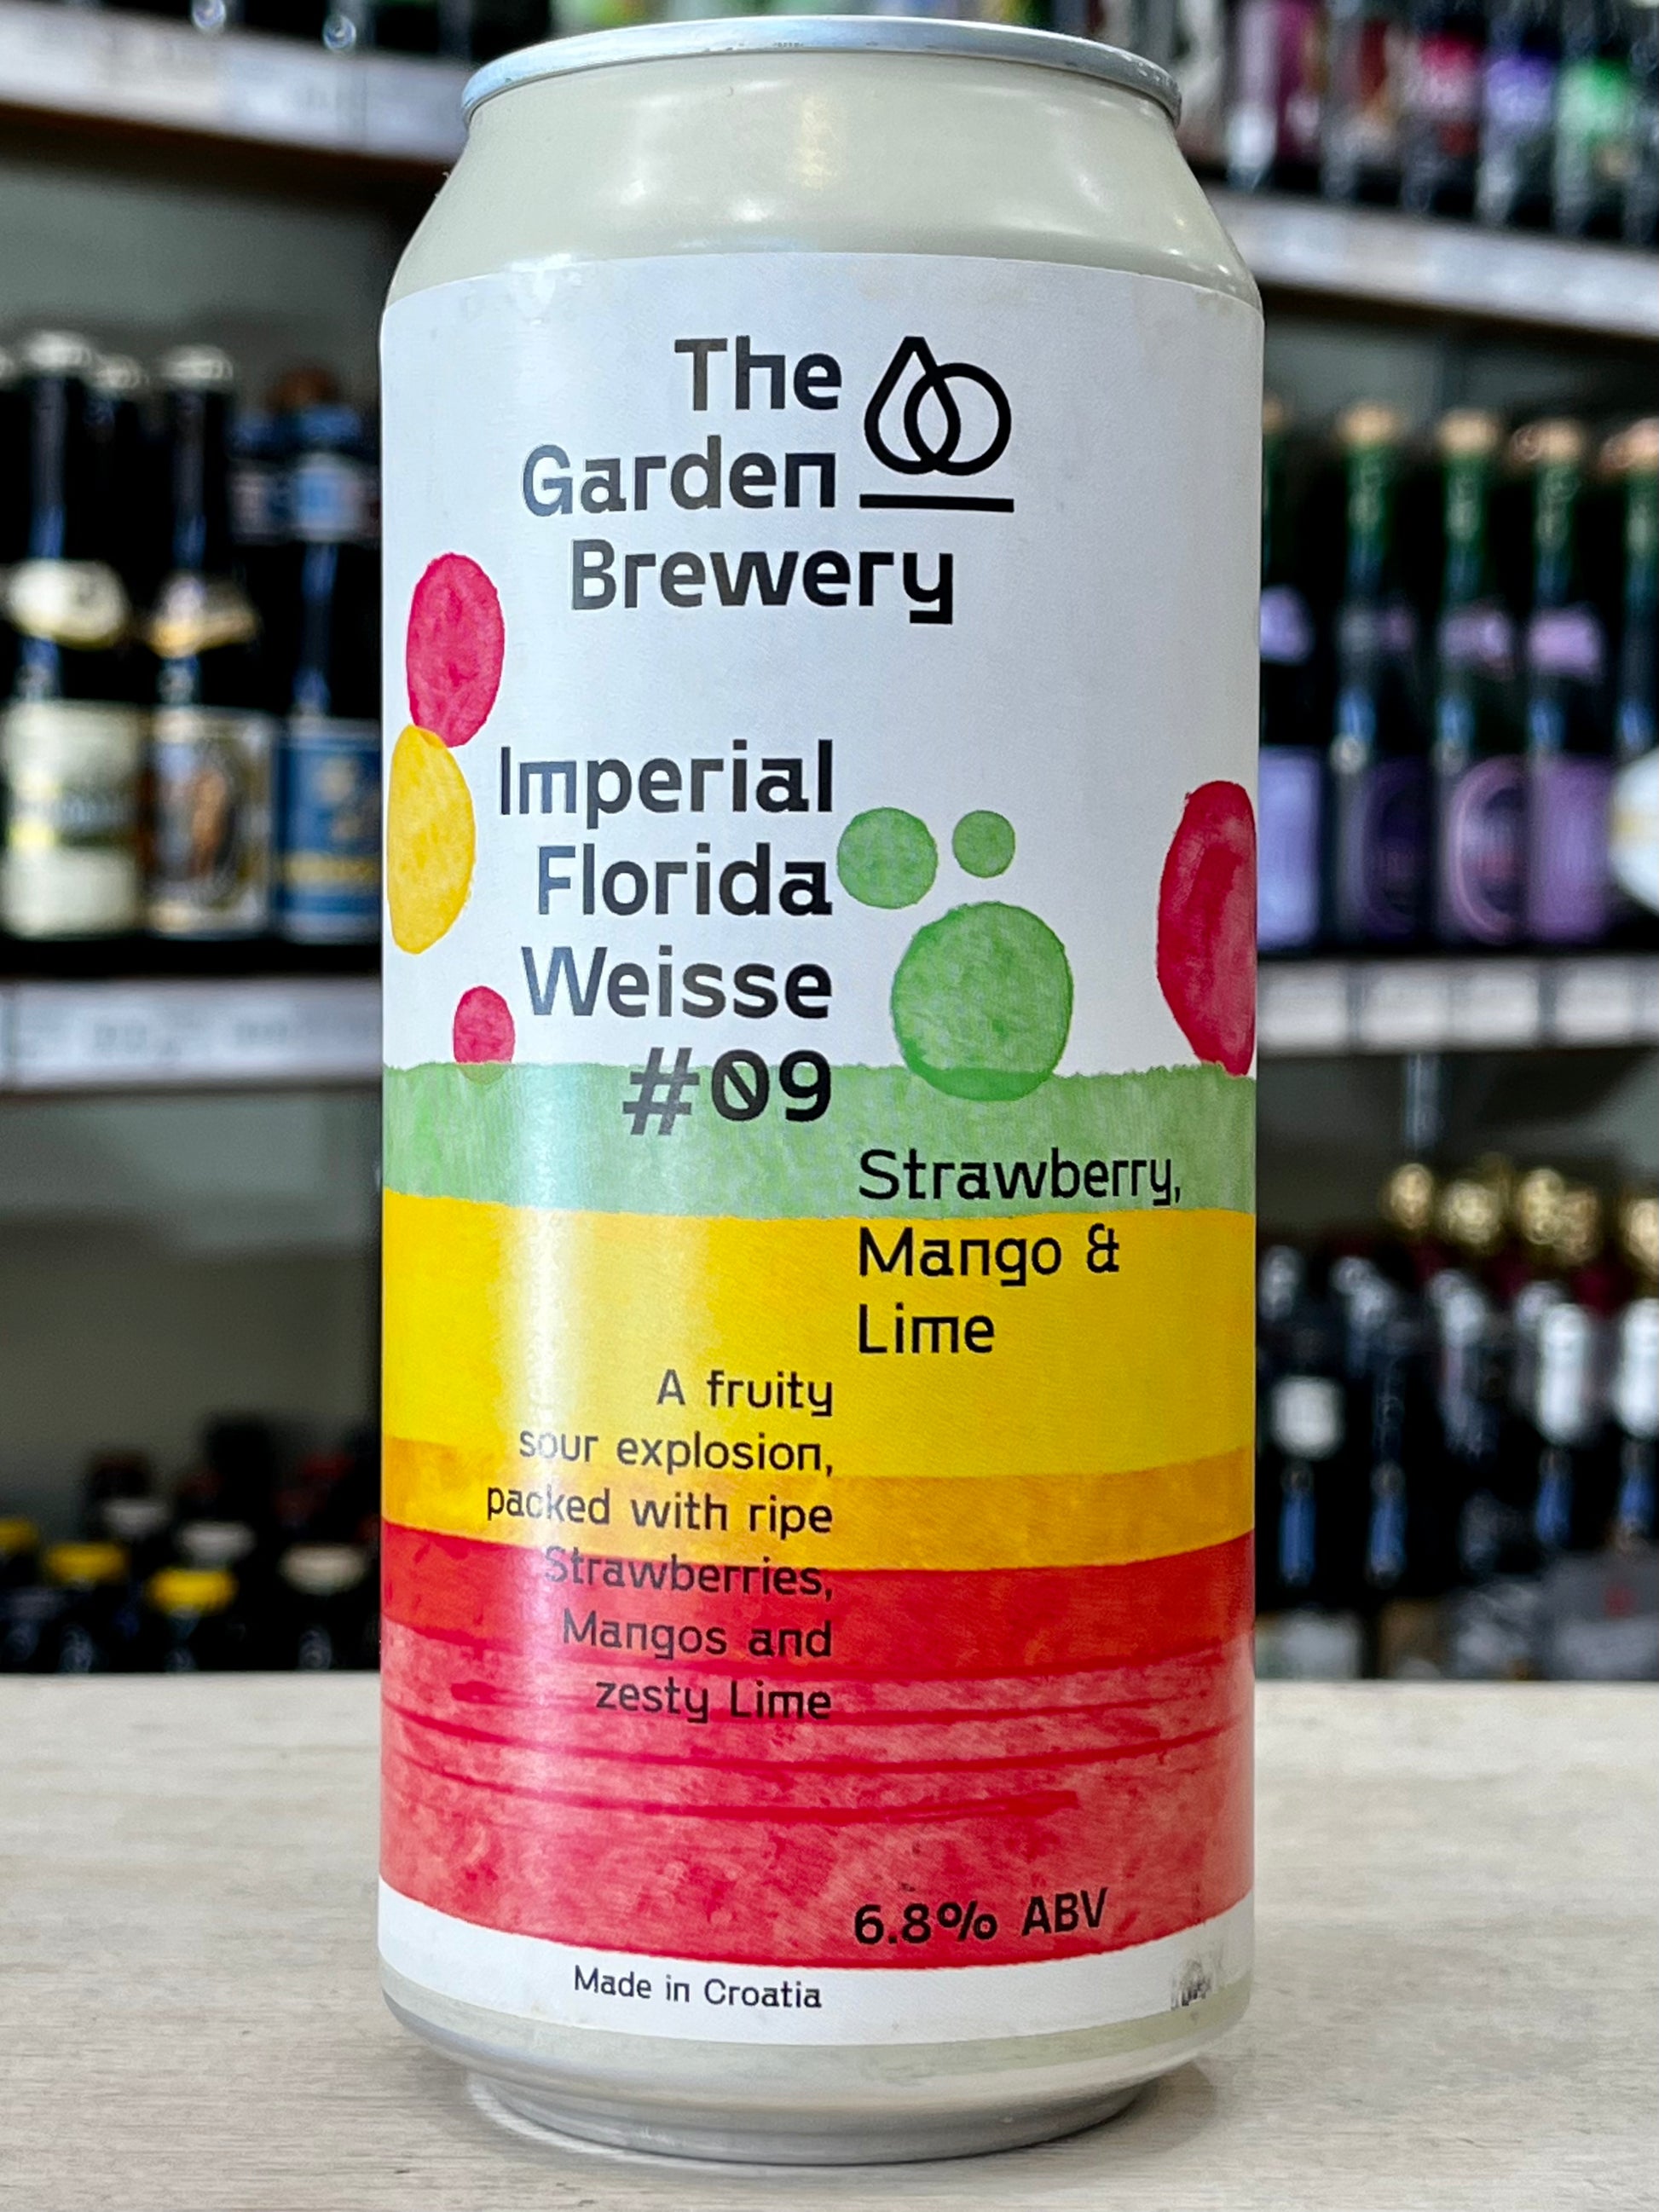 The
Garden
Brewery
Imperial
Florida
Weisse
#09
Strawberry,
Mango &
Lime
A fruity
sour explosion,
packed with ripe
Strawberries,
Mangos and
zesty Lime
6.8% ABV
Made in Croatia